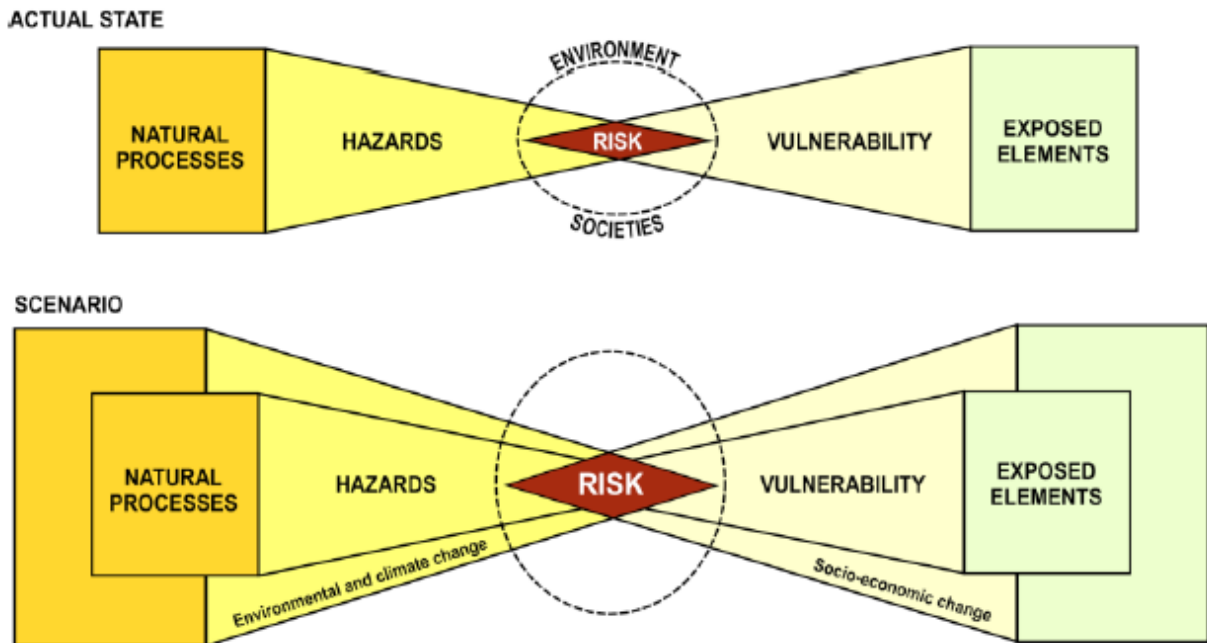 ACTUAL STATE
ENVIRONMENT
NATURAL
PROCESSES
HAZARDS
RISK
VULNERABILITY
EXPOSED
ELEMENTS
SOCIETIES
SCENARIO
NATURAL
PROCESSES
HAZARDS
RISK
VULNERABILITY
EXPOSED
ELEMENTS
Environmental and climate change
Socio-economic change